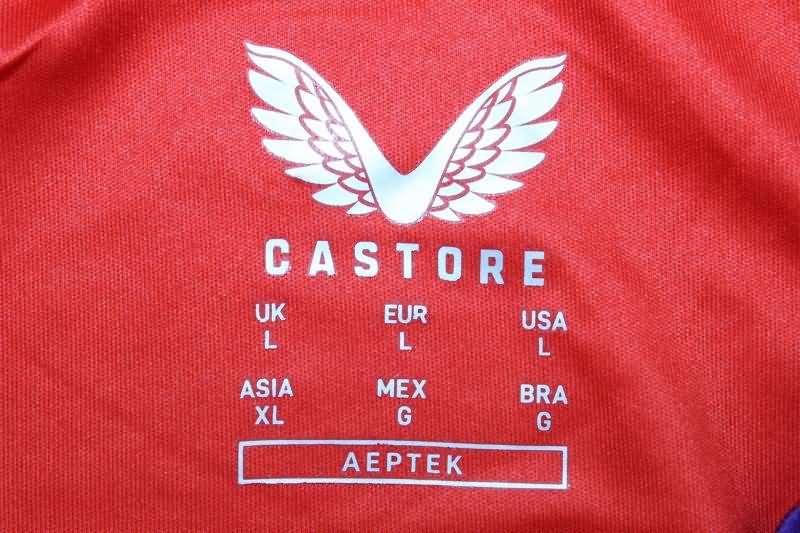 CASTORE
UK EUR USA
L L L
ASIA MEX BRA
XL G G
AEPTEK